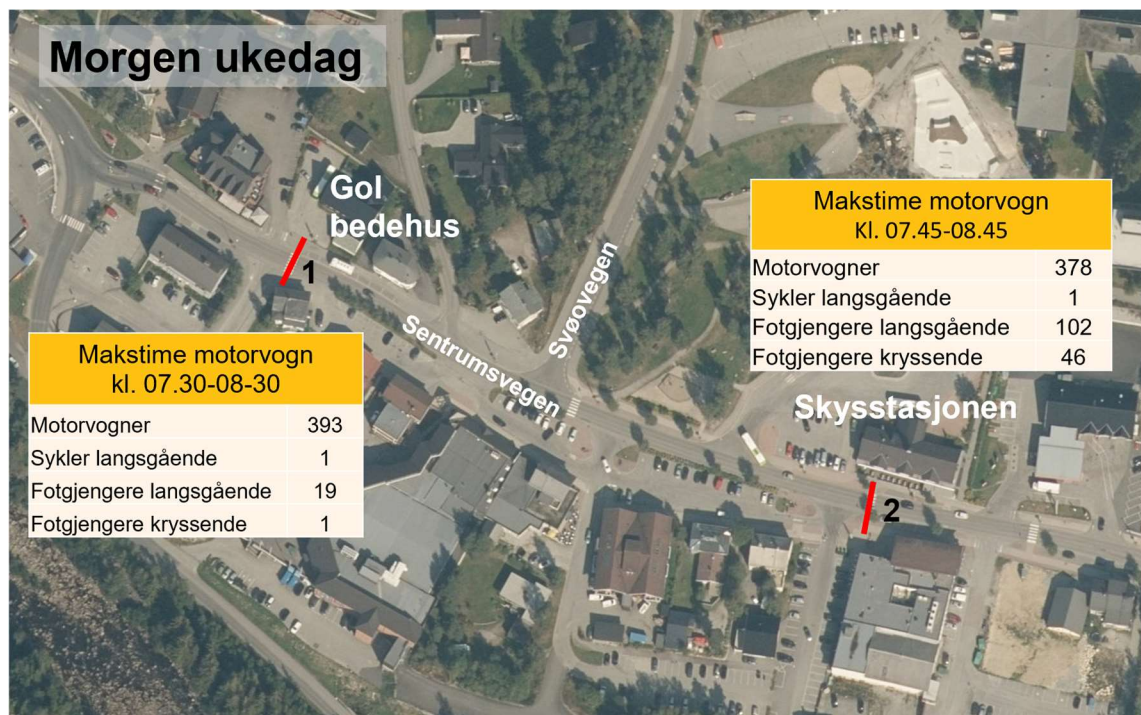 Morgen ukedag
Gol
bedehus
1
Sentrumsvegen
Svøovegen
Makstime motorvogn
Kl. 07.45-08.45
Motorvogner 378
Sykler langsgående 1
Fotgjengere langsgående 102
Fotgjengere kryssende 46
Skysstasjonen
2
Makstime motorvogn
kl. 07.30-08-30
Motorvogner 393
Sykler langsgående 1
Fotgjengere langsgående 19
Fotgjengere kryssende 1